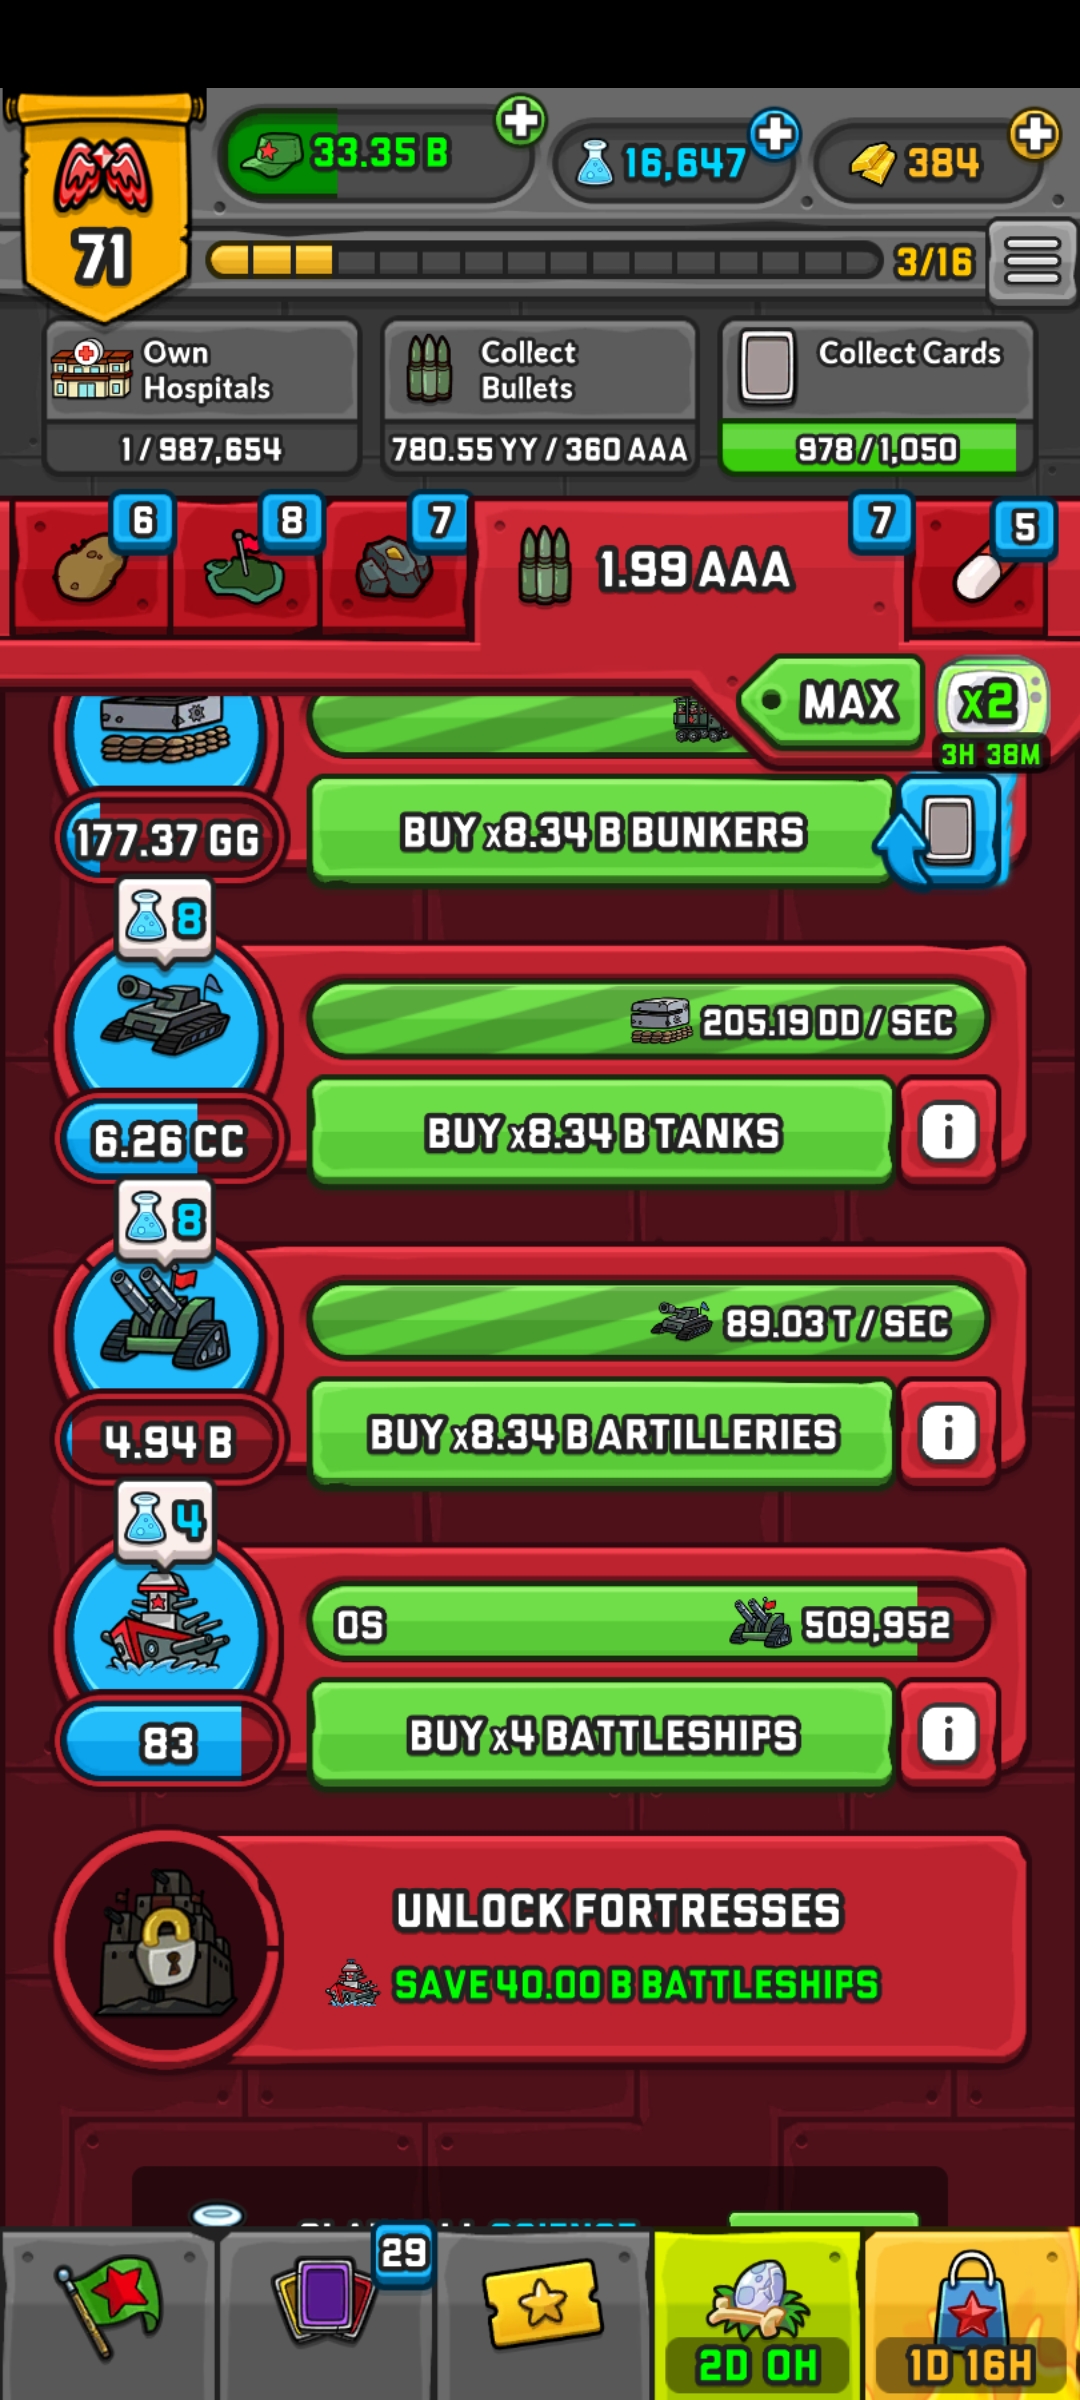 71
33.35 B
16,647
384
3/16
Own
Hospitals
1 / 987,654
Collect
Bullets
780.55 YY / 360 AAA
Collect Cards
978 / 1,050
6
8
7
1.99 AAA
7
5
MAX
x2
3H 38M
177.37 GG
BUY x8.34 B BUNKERS
8
205.19 DD / SEC
6.26 CC
BUY x8.34 B TANKS
i
8
89.03 T / SEC
4.94 B
BUY x8.34 B ARTILLERIES
i
4
0S
509,952
83
BUY x4 BATTLESHIPS
i
UNLOCK FORTRESSES
SAVE 40.00 B BATTLESHIPS
29
2D 0H
1D 16H